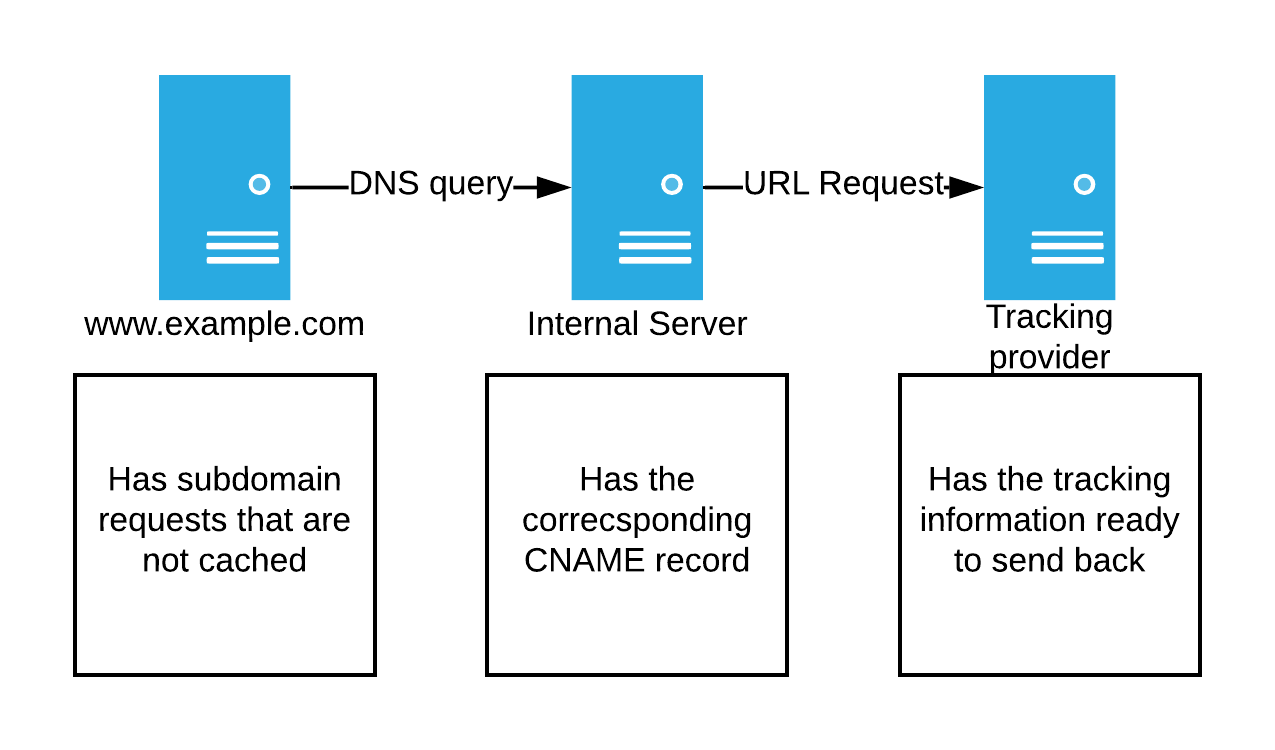 DNS query
URL Request
www.example.com
Internal Server
Tracking
provider
Has subdomain
requests that are
not cached
Has the
correcsponding
CNAME record
Has the tracking
information ready
to send back